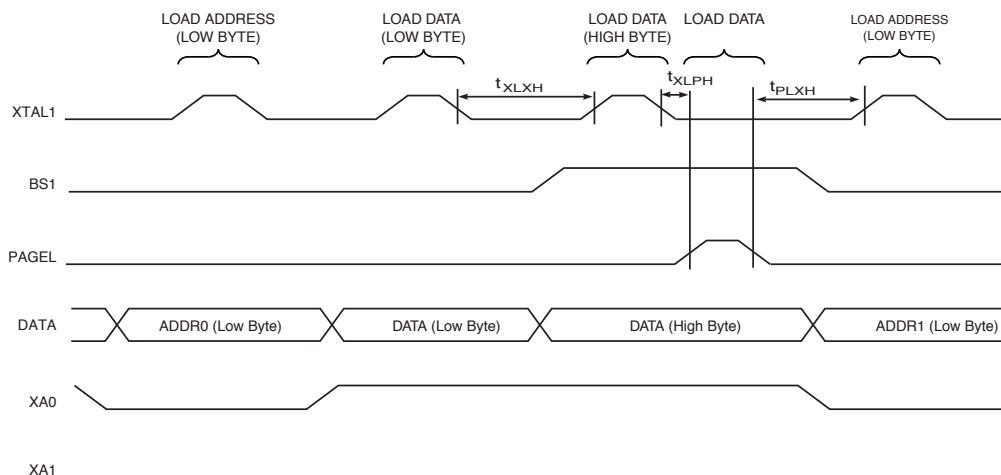 LOAD ADDRESS
(LOW BYTE)
LOAD DATA
(LOW BYTE)
LOAD DATA
(HIGH BYTE)
LOAD DATA
LOAD ADDRESS
(LOW BYTE)
XTAL1
tXLXH
tXLPH
tPLXH
BS1
PAGEL
DATA
ADDR0 (Low Byte)
DATA (Low Byte)
DATA (High Byte)
ADDR1 (Low Byte)
XA0
XA1